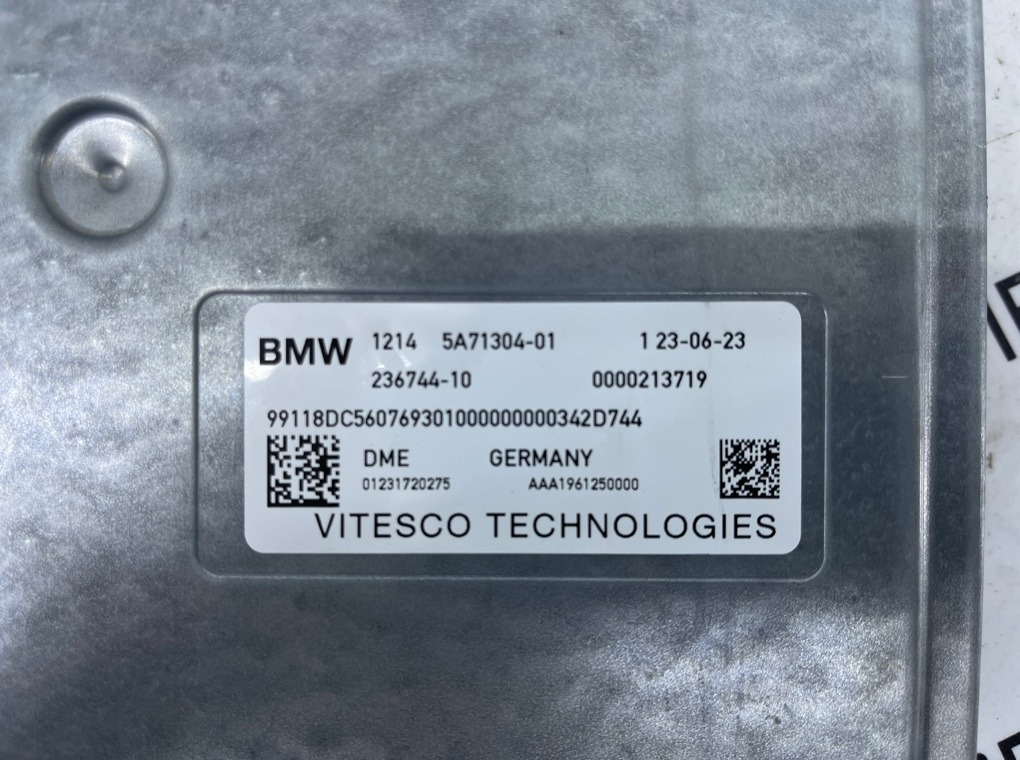 BMW 1214 5A71304-01 1 23-06-23
236744-10 0000213719
99118DC5607693010000000000342D744
DME GERMANY
01231720275 AAA1961250000
VITESCO TECHNOLOGIES